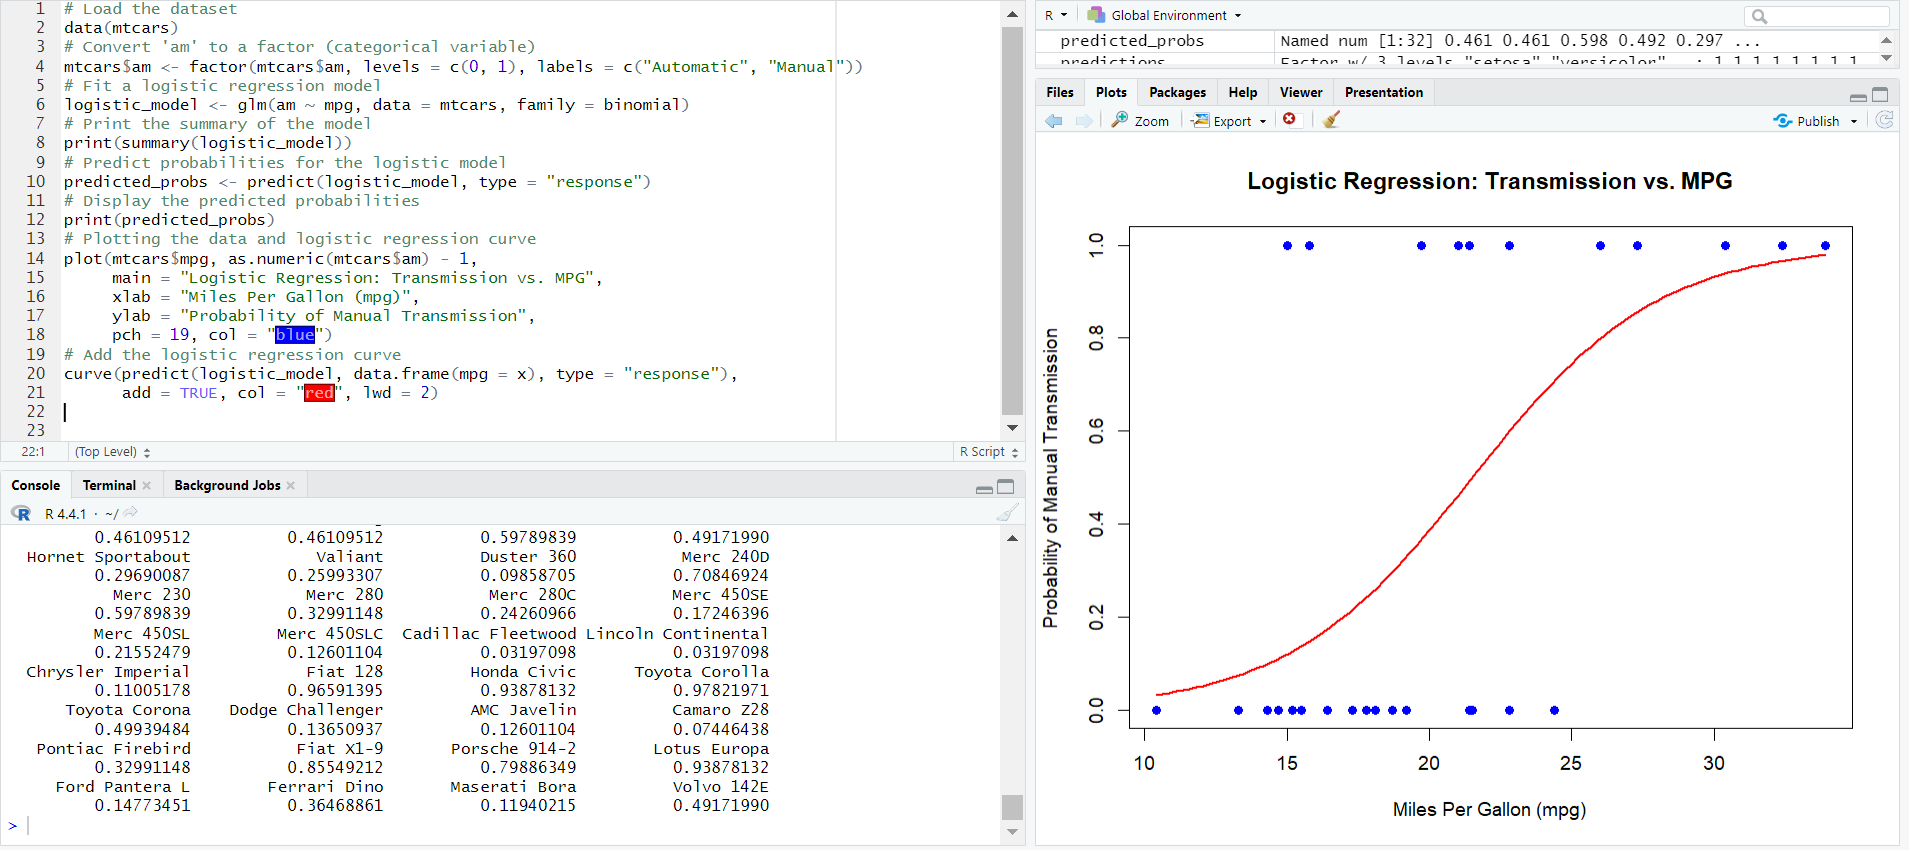 1 # Load the dataset
2 data(mtcars)
3 # Convert 'am' to a factor (categorical variable)
4 mtcars$am <- factor(mtcars$am, levels = c(0, 1), labels = c("Automatic", "Manual"))
5 # Fit a logistic regression model
6 logistic_model <- glm(am ~ mpg, data = mtcars, family = binomial)
7 # Print the summary of the model
8 print(summary(logistic_model))
9 # Predict probabilities for the logistic model
10 predicted_probs <- predict(logistic_model, type = "response")
11 # Display the predicted probabilities
12 print(predicted_probs)
13 # Plotting the data and logistic regression curve
14 plot(mtcars$mpg, as.numeric(mtcars$am) - 1,
15 main = "Logistic Regression: Transmission vs. MPG",
16 xlab = "Miles Per Gallon (mpg)",
17 ylab = "Probability of Manual Transmission",
18 pch = 19, col = "blue")
19 # Add the logistic regression curve
20 curve(predict(logistic_model, data.frame(mpg = x), type = "response"),
21 add = TRUE, col = "red", lwd = 2)
22
23
22:1 (Top Level) R Script
Console Terminal Background Jobs
R 4.4.1 · ~/
0.46109512 0.46109512 0.59789839 0.49171990
Hornet Sportabout Valiant Duster 360 Merc 240D
0.29690087 0.25993307 0.09858705 0.70846924
Merc 230 Merc 280 Merc 280C Merc 450SE
0.59789839 0.32991148 0.24260966 0.17246396
Merc 450SL Merc 450SLC Cadillac Fleetwood Lincoln Continental
0.21552479 0.12601104 0.03197098 0.03197098
Chrysler Imperial Fiat 128 Honda Civic Toyota Corolla
0.11005178 0.96591395 0.93878132 0.97821971
Toyota Corona Dodge Challenger AMC Javelin Camaro Z28
0.49939484 0.13650937 0.12601104 0.07446438
Pontiac Firebird Fiat X1-9 Porsche 914-2 Lotus Europa
0.32991148 0.85549212 0.79886349 0.93878132
Ford Pantera L Ferrari Dino Maserati Bora Volvo 142E
0.14773451 0.36468861 0.11940215 0.49171990
>
R Global Environment
predicted_probs Named num [1:32] 0.461 0.461 0.598 0.492 0.297 ...
predictions Factor w/ 3 levels "setosa","versicolor",..: 1 1 1 1 1 1 1 1
Files Plots Packages Help Viewer Presentation
Zoom Export Publish
Logistic Regression: Transmission vs. MPG
Probability of Manual Transmission
1.0
0.8
0.6
0.4
0.2
0.0
10 15 20 25 30
Miles Per Gallon (mpg)